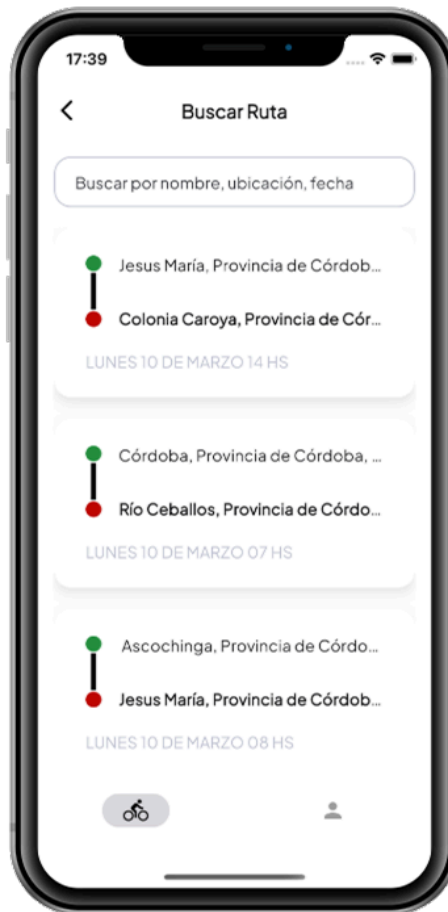 17:39
Buscar Ruta
Buscar por nombre, ubicación, fecha
Jesus María, Provincia de Córdob...
Colonia Caroya, Provincia de Cór...
LUNES 10 DE MARZO 14 HS
Córdoba, Provincia de Córdoba, ...
Río Ceballos, Provincia de Córdo...
LUNES 10 DE MARZO 07 HS
Ascochinga, Provincia de Córdo...
Jesus María, Provincia de Córdob...
LUNES 10 DE MARZO 08 HS